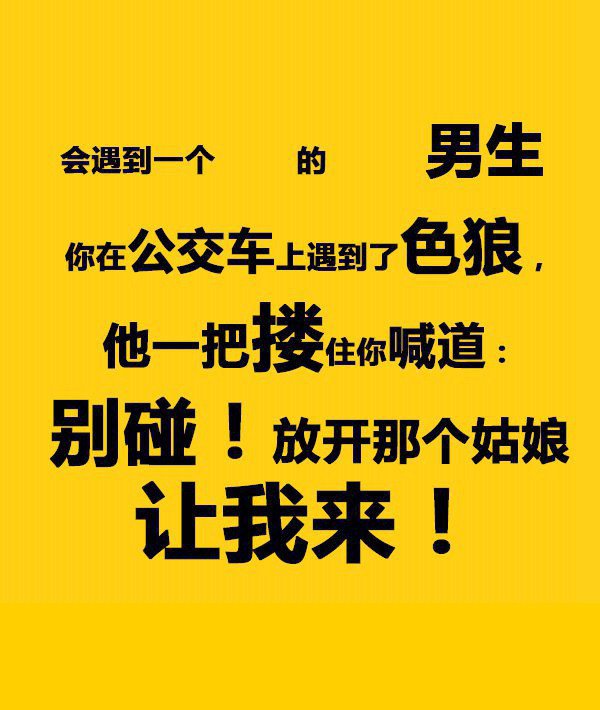 会遇到一个 的 男生
你在公交车上遇到了色狼，
他一把搂住你喊道：
别碰！放开那个姑娘
让我来！